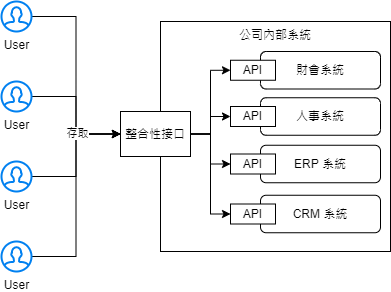 User
User
User
User
存取
整合性接口
公司內部系統
API
財會系統
API
人事系統
API
ERP 系統
API
CRM 系統